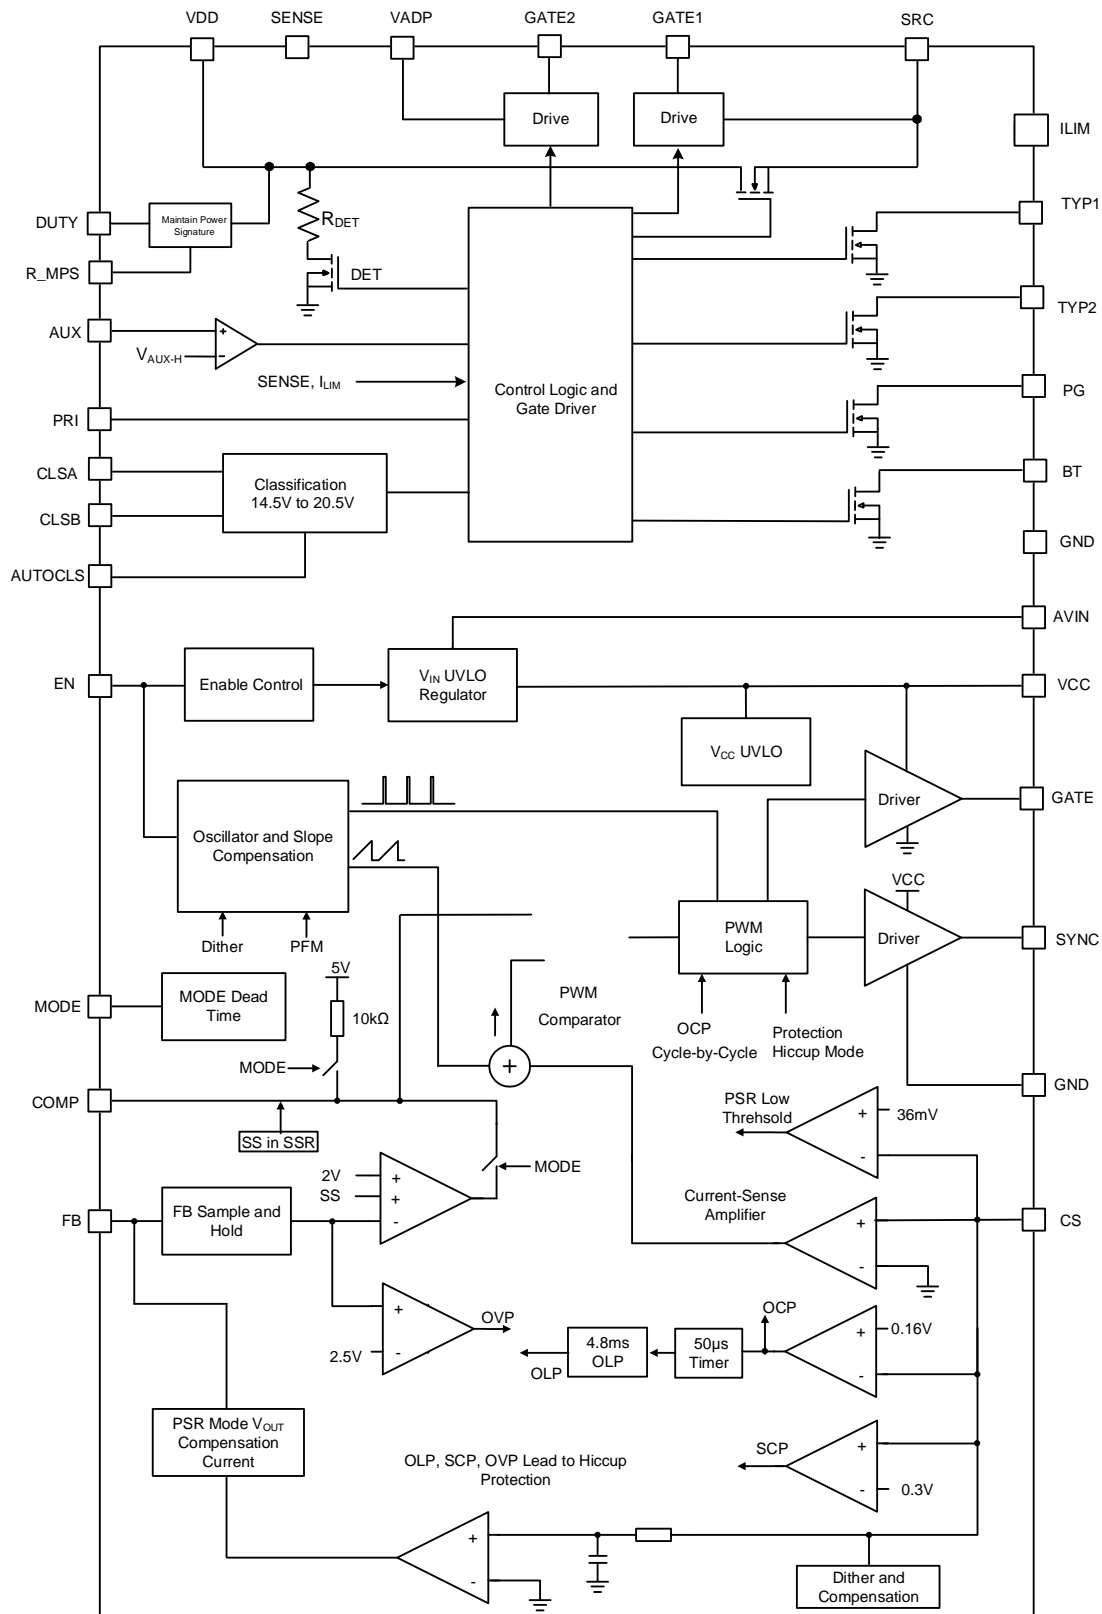 VDD
SENSE
VADP
GATE2
GATE1
SRC
Drive
Drive
ILIM
DUTY
Maintain Power
Signature
RDET
TYP1
R_MPS
DET
AUX
+
VAUX-H
-
TYP2
SENSE, ILIM
Control Logic and
Gate Driver
PRI
PG
CLSA
Classification
14.5V to 20.5V
CLSB
BT
AUTOCLS
GND
AVIN
EN
Enable Control
VIN UVLO
Regulator
VCC
VCC UVLO
Driver
GATE
Oscillator and Slope
Compensation
Dither
PFM
VCC
PWM
Logic
Driver
SYNC
MODE
MODE Dead
Time
5V
10kΩ
MODE
PWM
Comparator
+
OCP
Cycle-by-Cycle
Protection
Hiccup Mode
COMP
GND
SS in SSR
PSR Low
Threhsold
+
36mV
-
MODE
2V
SS
+
+
-
FB
FB Sample and
Hold
Current-Sense
Amplifier
+
-
CS
+
OVP
2.5V
-
OLP
4.8ms
OLP
50µs
Timer
OCP
+
0.16V
-
PSR Mode VOUT
Compensation
Current
OLP, SCP, OVP Lead to Hiccup
Protection
SCP
+
-
0.3V
+
-
Dither and
Compensation